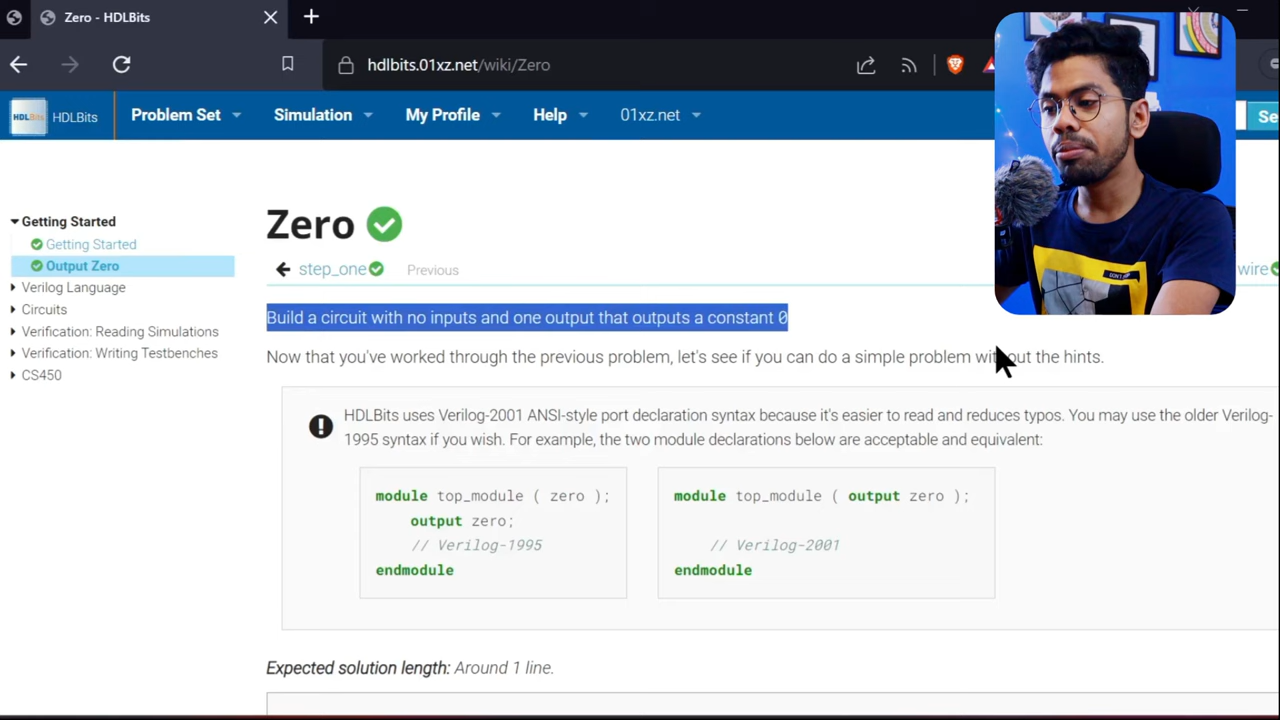 Zero - HDLBits
hdlbits.01xz.net/wiki/Zero
HDLBits
Problem Set
Simulation
My Profile
Help
01xz.net
Se
Getting Started
Getting Started
Output Zero
Verilog Language
Circuits
Verification: Reading Simulations
Verification: Writing Testbenches
CS450
Zero
step_one
Previous
wire
Build a circuit with no inputs and one output that outputs a constant 0
Now that you've worked through the previous problem, let's see if you can do a simple problem without the hints.
HDLBits uses Verilog-2001 ANSI-style port declaration syntax because it's easier to read and reduces typos. You may use the older Verilog-
1995 syntax if you wish. For example, the two module declarations below are acceptable and equivalent:
module top_module ( zero );
output zero;
// Verilog-1995
endmodule
module top_module ( output zero );
// Verilog-2001
endmodule
Expected solution length: Around 1 line.